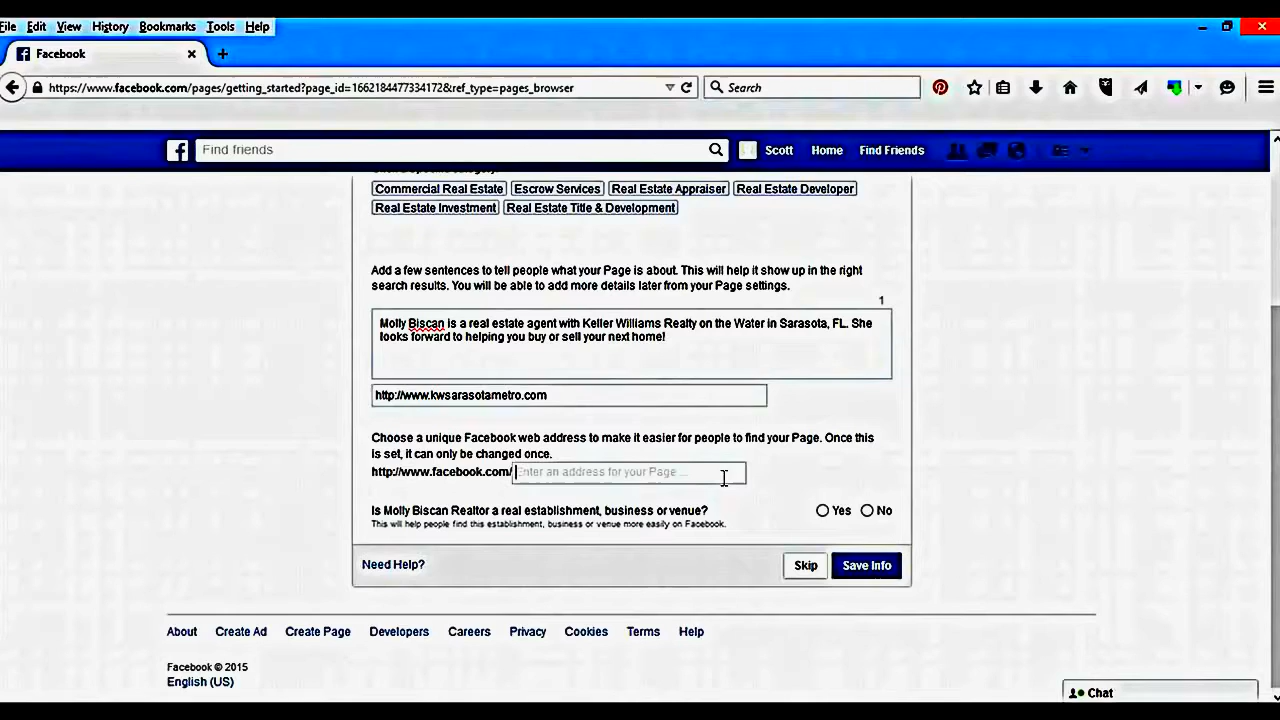 File Edit View History Bookmarks Tools Help
Facebook
https://www.facebook.com/pages/getting_started?page_id=1662184477334172&ref_type=pages_browser
Search
Find friends
Scott Home Find Friends
Commercial Real Estate Escrow Services Real Estate Appraiser Real Estate Developer
Real Estate Investment Real Estate Title & Development
Add a few sentences to tell people what your Page is about. This will help it show up in the right
search results. You will be able to add more details later from your Page settings.
1
Molly Biscan is a real estate agent with Keller Williams Realty on the Water in Sarasota, FL. She
looks forward to helping you buy or sell your next home!
http://www.kwsarasotametro.com
Choose a unique Facebook web address to make it easier for people to find your Page. Once this
is set, it can only be changed once.
http://www.facebook.com/ Enter an address for your Page ...
Is Molly Biscan Realtor a real establishment, business or venue? Yes No
This will help people find this establishment, business or venue more easily on Facebook.
Need Help? Skip Save Info
About Create Ad Create Page Developers Careers Privacy Cookies Terms Help
Facebook © 2015
English (US)
Chat